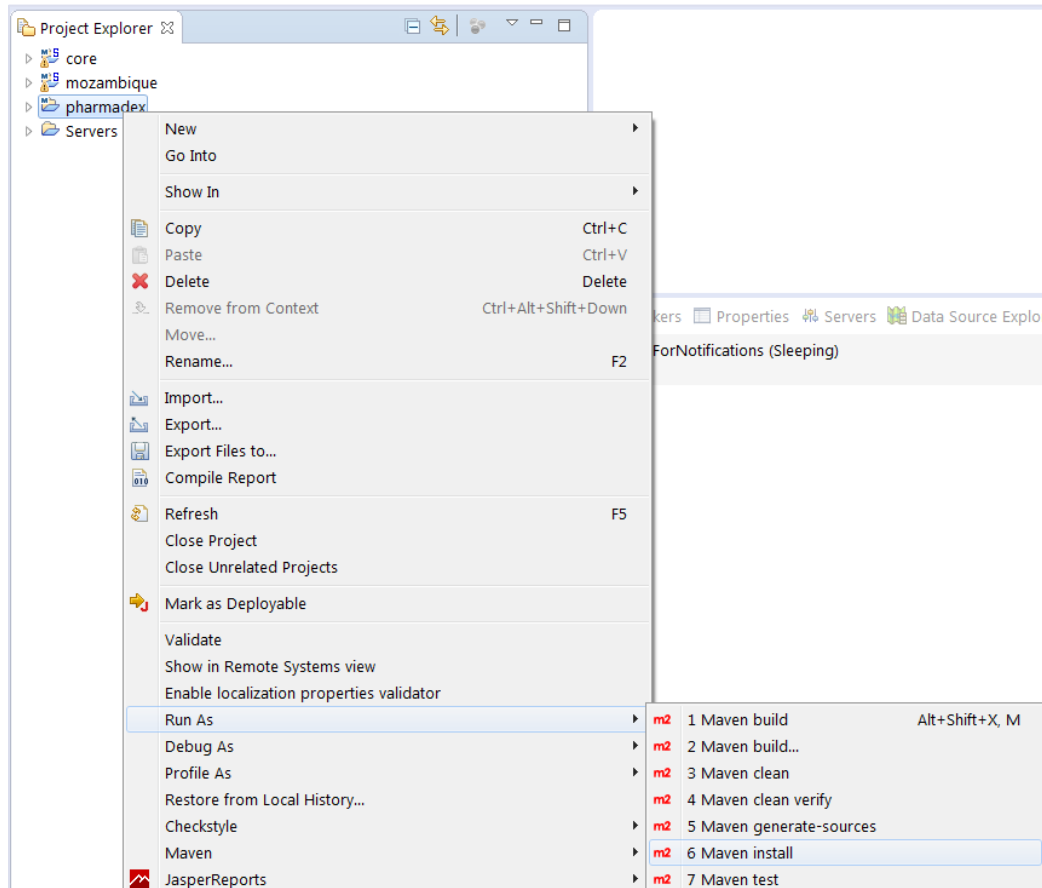 Project Explorer
core
mozambique
pharmadex
Servers
New
Go Into
Show In
Copy Ctrl+C
Paste Ctrl+V
Delete Delete
Remove from Context Ctrl+Alt+Shift+Down
Move...
Rename... F2
kers Properties Servers Data Source Explo
ForNotifications (Sleeping)
Import...
Export...
Export Files to...
Compile Report
Refresh F5
Close Project
Close Unrelated Projects
Mark as Deployable
Validate
Show in Remote Systems view
Enable localization properties validator
Run As
Debug As
Profile As
Restore from Local History...
Checkstyle
Maven
JasperReports
m2 1 Maven build Alt+Shift+X, M
m2 2 Maven build...
m2 3 Maven clean
m2 4 Maven clean verify
m2 5 Maven generate-sources
m2 6 Maven install
m2 7 Maven test